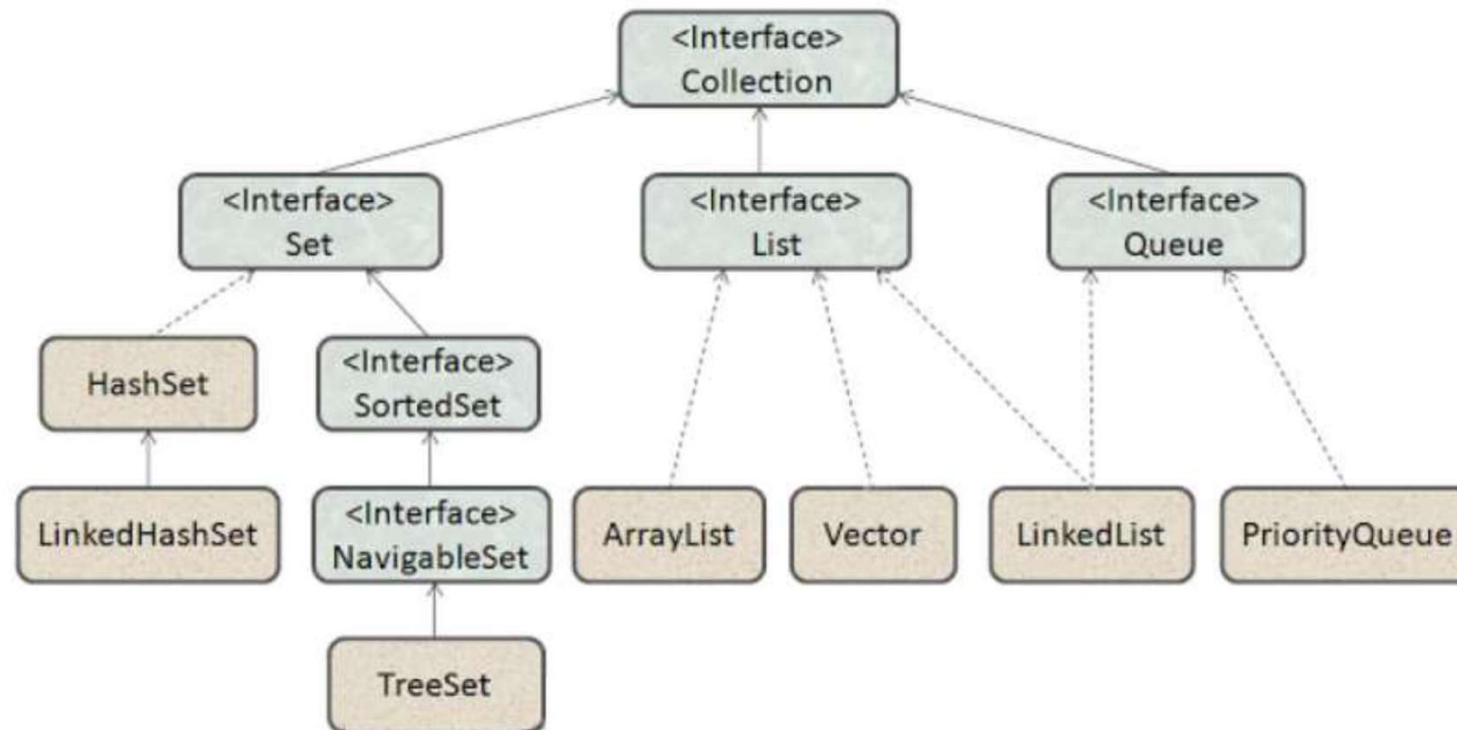 <Interface>
Collection
<Interface>
Set
<Interface>
List
<Interface>
Queue
HashSet
<Interface>
SortedSet
LinkedHashSet
<Interface>
NavigableSet
ArrayList
Vector
LinkedList
PriorityQueue
TreeSet